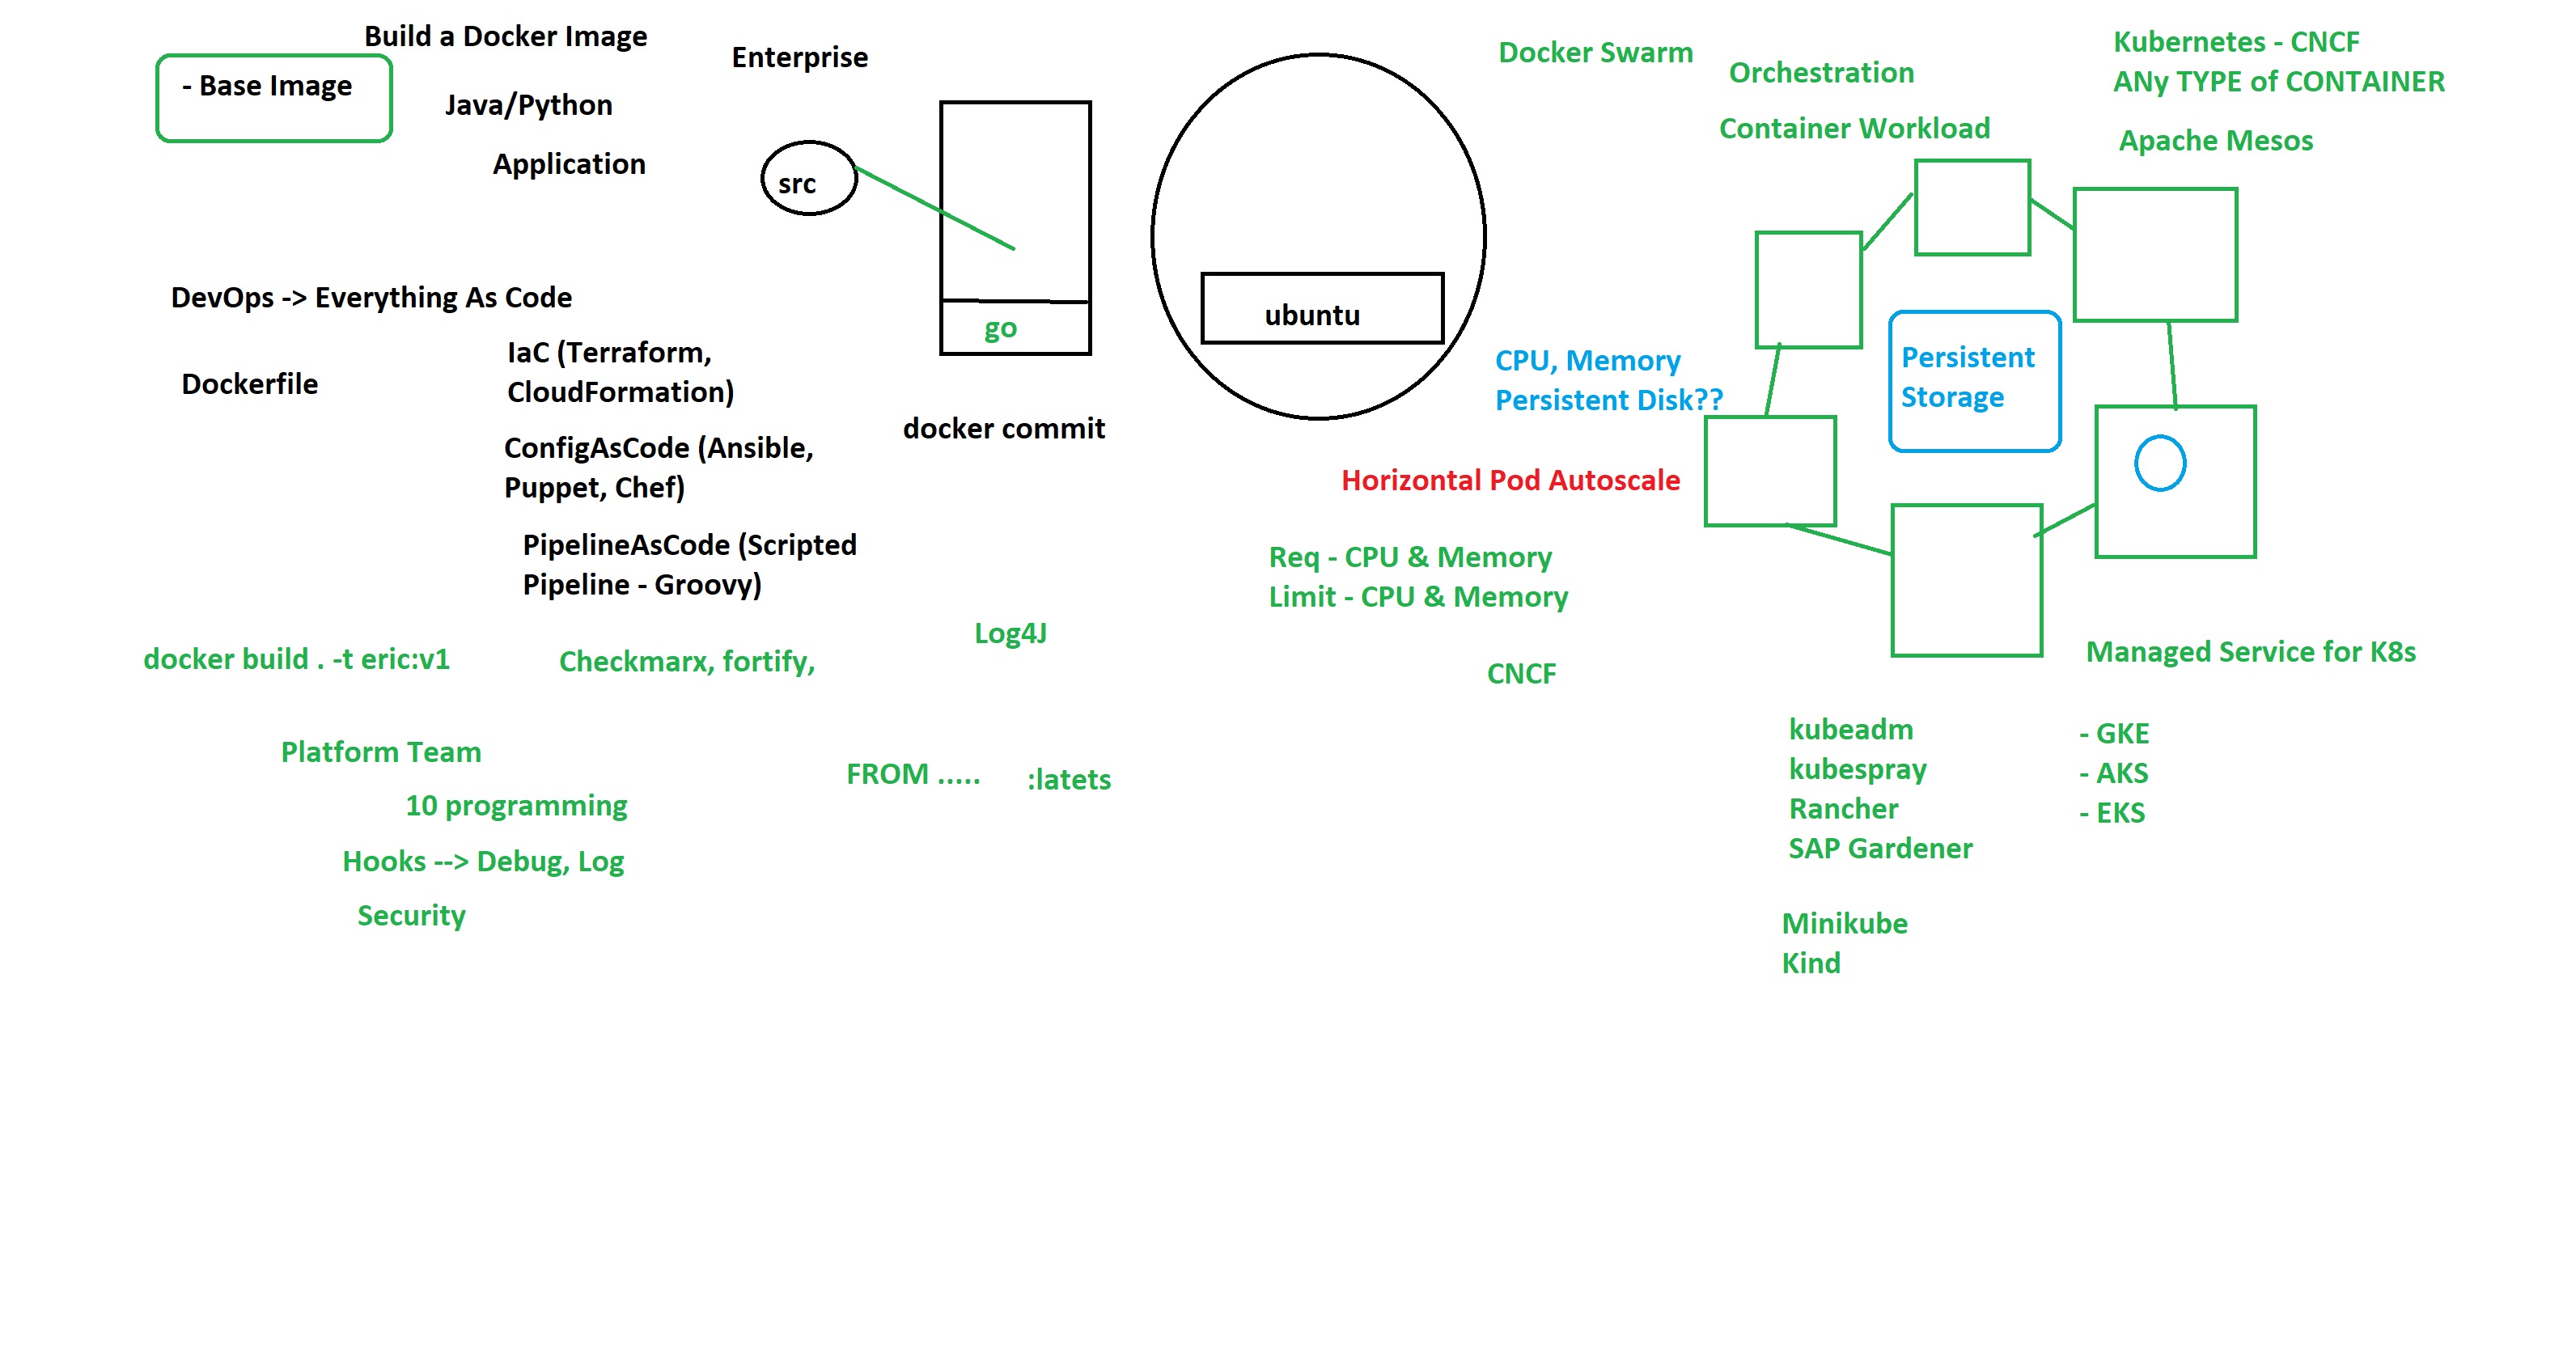 Build a Docker Image
- Base Image
Java/Python
Application
Enterprise
src
go
docker commit
ubuntu
DevOps -> Everything As Code
Dockerfile
IaC (Terraform,
CloudFormation)
ConfigAsCode (Ansible,
Puppet, Chef)
PipelineAsCode (Scripted
Pipeline - Groovy)
docker build . -t eric:v1
Checkmarx, fortify,
Log4J
Platform Team
10 programming
Hooks --> Debug, Log
Security
FROM .....
:latets
Docker Swarm
Orchestration
Container Workload
Kubernetes - CNCF
ANy TYPE of CONTAINER
Apache Mesos
CPU, Memory
Persistent Disk??
Persistent
Storage
Horizontal Pod Autoscale
Req - CPU & Memory
Limit - CPU & Memory
CNCF
Managed Service for K8s
kubeadm
kubespray
Rancher
SAP Gardener
- GKE
- AKS
- EKS
Minikube
Kind